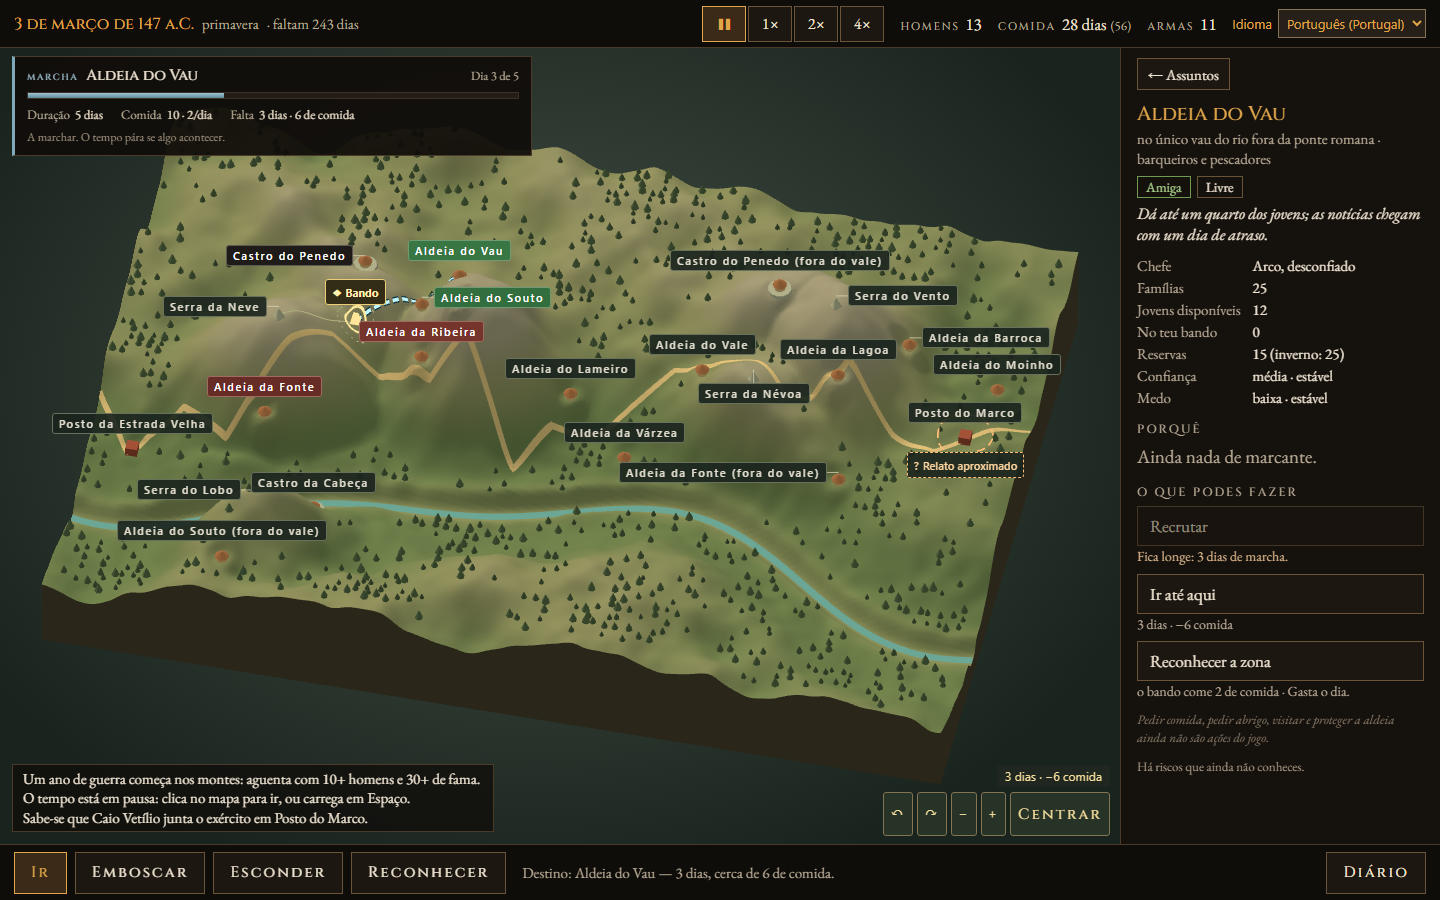 3 DE MARÇO DE 147 A.C. primavera · faltam 243 dias
1× 2× 4× HOMENS 13 COMIDA 28 dias (56) ARMAS 11 Idioma Português (Portugal)
MARCHA ALDEIA DO VAU Dia 3 de 5
Duração 5 dias Comida 10 · 2/dia Falta 3 dias · 6 de comida
A marchar. O tempo pára se algo acontecer.
Castro do Penedo
Aldeia do Vau
Castro do Penedo (fora do vale)
Bando
Aldeia do Souto
Serra da Neve
Serra do Vento
Aldeia da Ribeira
Aldeia do Vale
Aldeia da Lagoa
Aldeia da Barroca
Aldeia do Lameiro
Aldeia do Moinho
Aldeia da Fonte
Serra da Névoa
Posto da Estrada Velha
Posto do Marco
Aldeia da Várzea
? Relato aproximado
Aldeia da Fonte (fora do vale)
Serra do Lobo
Castro da Cabeça
Aldeia do Souto (fora do vale)
Um ano de guerra começa nos montes: aguenta com 10+ homens e 30+ de fama.
O tempo está em pausa: clica no mapa para ir, ou carrega em Espaço.
Sabe-se que Caio Vetílio junta o exército em Posto do Marco.
3 dias · −6 comida
− + CENTRAR
← Assuntos
ALDEIA DO VAU
no único vau do rio fora da ponte romana ·
barqueiros e pescadores
Amiga Livre
Dá até um quarto dos jovens; as notícias chegam
com um dia de atraso.
Chefe Arco, desconfiado
Famílias 25
Jovens disponíveis 12
No teu bando 0
Reservas 15 (inverno: 25)
Confiança média · estável
Medo baixa · estável
PORQUÊ
Ainda nada de marcante.
O QUE PODES FAZER
Recrutar
Fica longe: 3 dias de marcha.
Ir até aqui
3 dias · −6 comida
Reconhecer a zona
o bando come 2 de comida · Gasta o dia.
Pedir comida, pedir abrigo, visitar e proteger a aldeia
ainda não são ações do jogo.
Há riscos que ainda não conheces.
IR EMBOSCAR ESCONDER RECONHECER Destino: Aldeia do Vau — 3 dias, cerca de 6 de comida. DIÁRIO